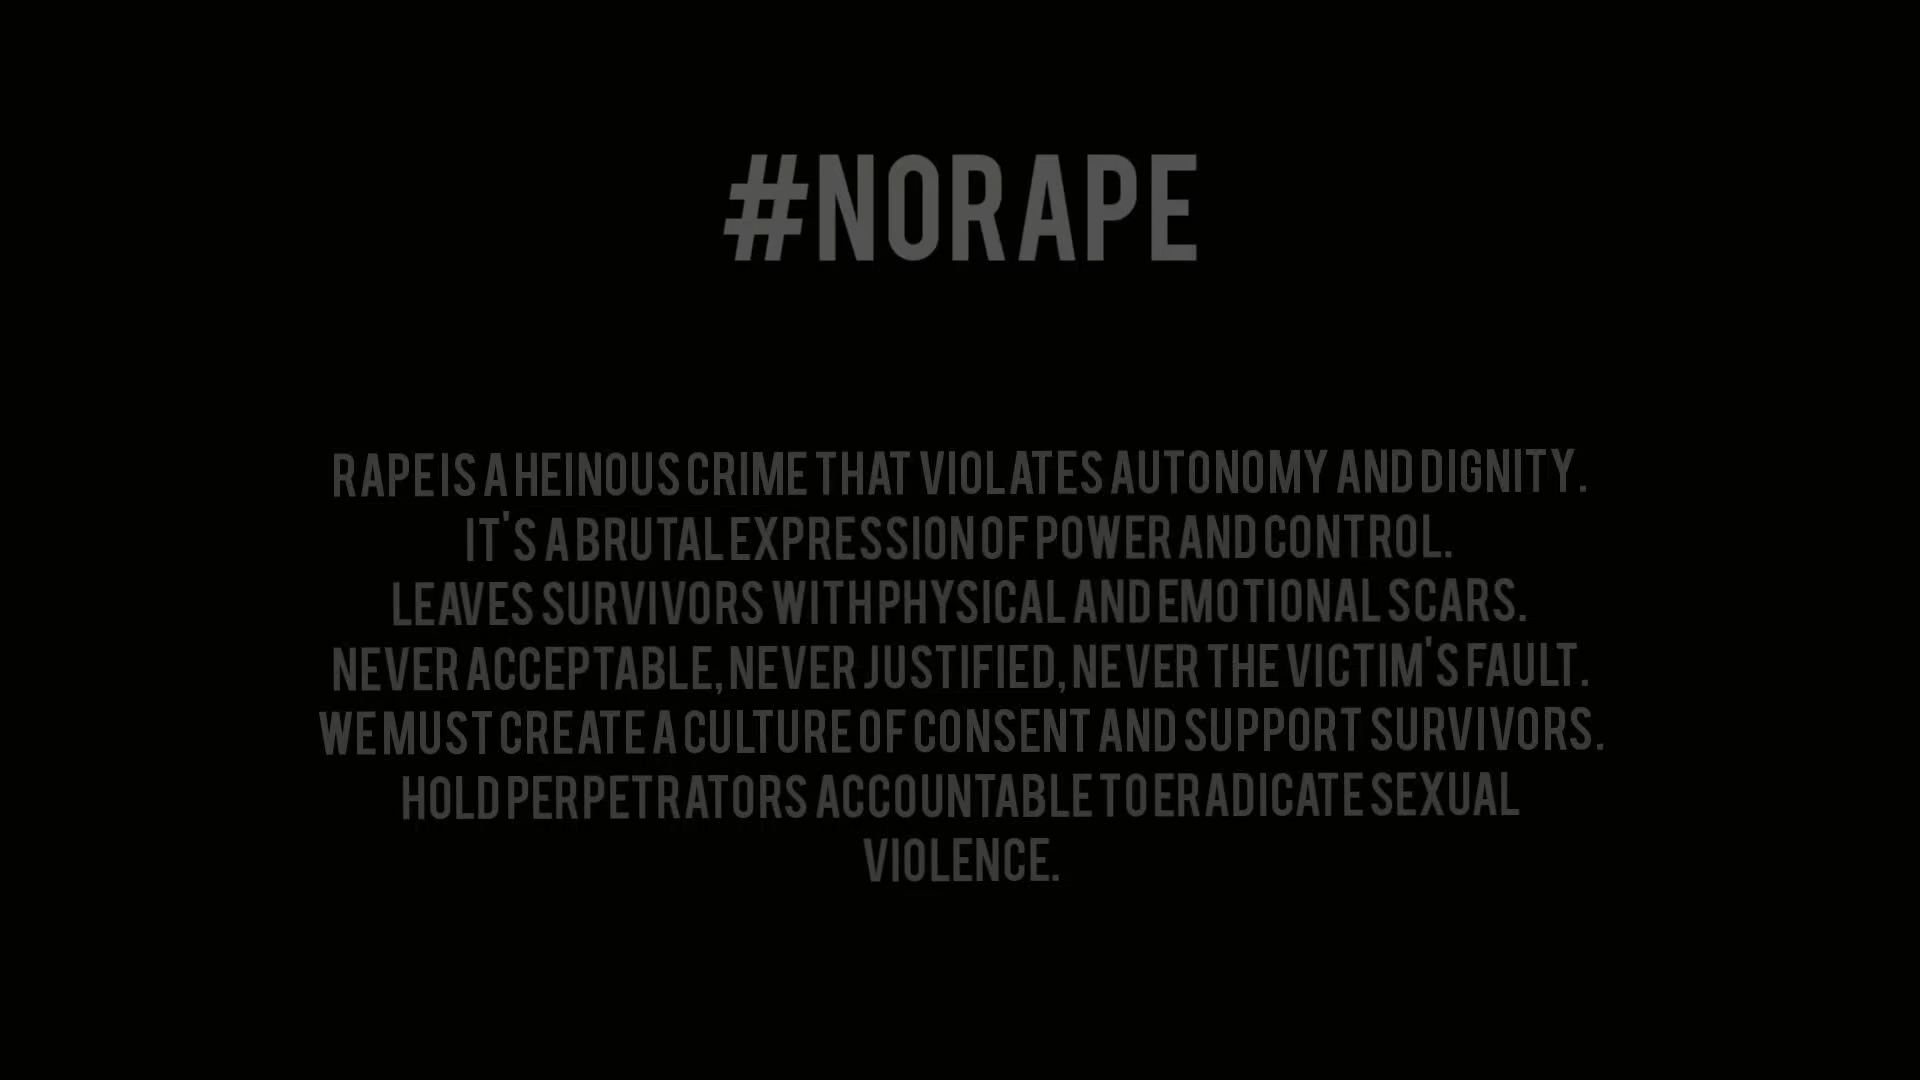 #NORAPE
RAPE IS A HEINOUS CRIME THAT VIOLATES AUTONOMY AND DIGNITY.
IT'S A BRUTAL EXPRESSION OF POWER AND CONTROL.
LEAVES SURVIVORS WITH PHYSICAL AND EMOTIONAL SCARS.
NEVER ACCEPTABLE, NEVER JUSTIFIED, NEVER THE VICTIM'S FAULT.
WE MUST CREATE A CULTURE OF CONSENT AND SUPPORT SURVIVORS.
HOLD PERPETRATORS ACCOUNTABLE TO ERADICATE SEXUAL
VIOLENCE.